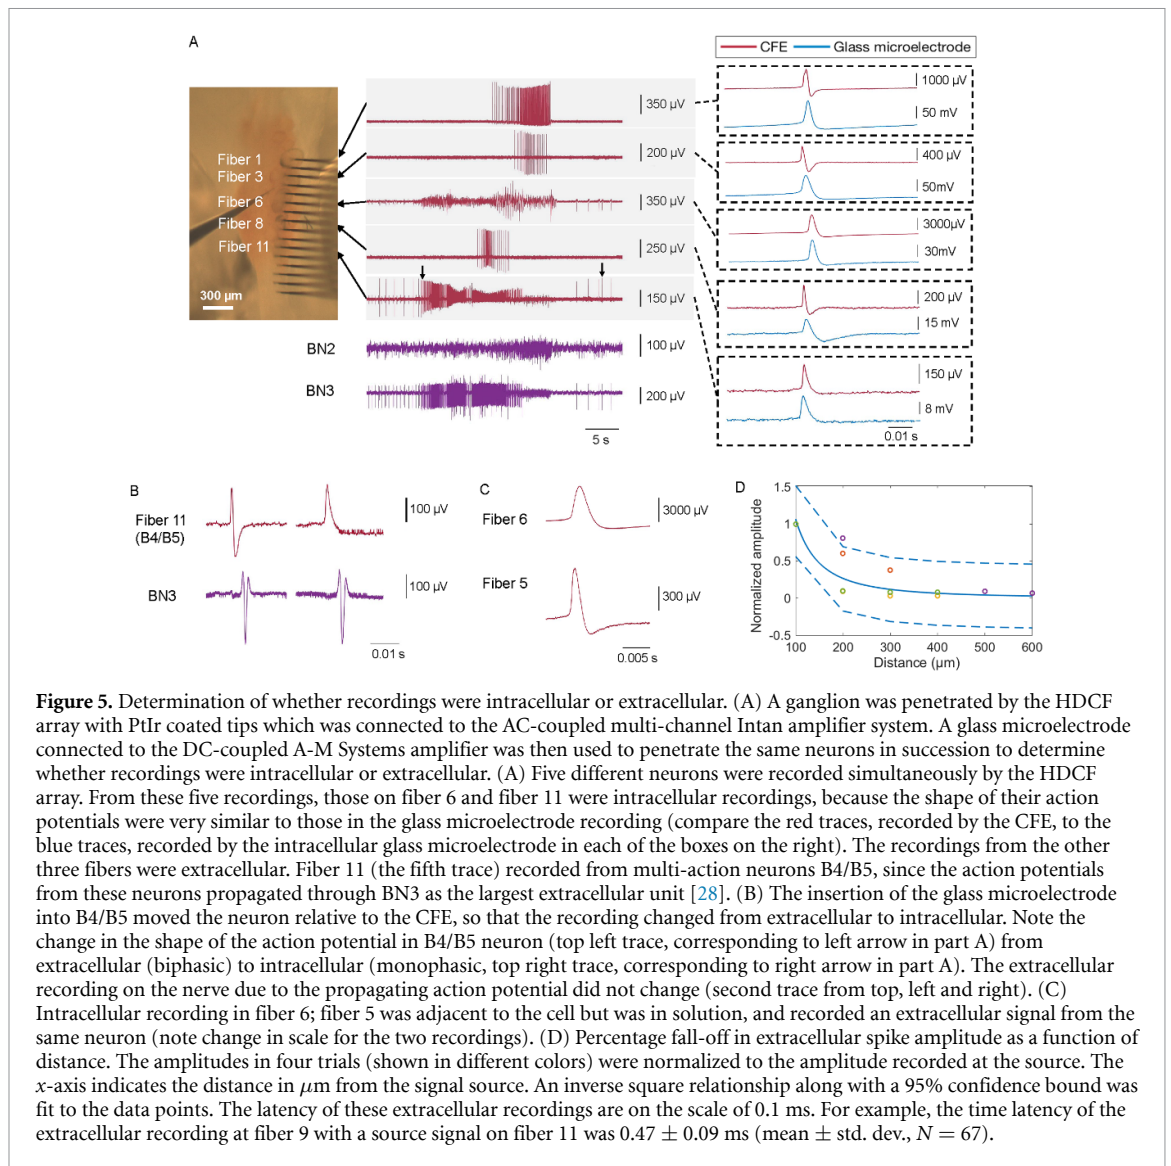 A
CFE
Glass microelectrode
Fiber 1
Fiber 3
Fiber 6
Fiber 8
Fiber 11
300 µm
350 µV
200 µV
350 µV
250 µV
150 µV
BN2
100 µV
BN3
200 µV
5 s
1000 µV
50 mV
400 µV
50mV
3000µV
30mV
200 µV
15 mV
150 µV
8 mV
0.01 s
B
Fiber 11
(B4/B5)
100 µV
BN3
100 µV
0.01 s
C
Fiber 6
3000 µV
Fiber 5
300 µV
0.005 s
D
Normalized amplitude
1.5
1
0.5
0
-0.5
100 200 300 400 500 600
Distance (µm)
Figure 5. Determination of whether recordings were intracellular or extracellular. (A) A ganglion was penetrated by the HDCF
array with PtIr coated tips which was connected to the AC-coupled multi-channel Intan amplifier system. A glass microelectrode
connected to the DC-coupled A-M Systems amplifier was then used to penetrate the same neurons in succession to determine
whether recordings were intracellular or extracellular. (A) Five different neurons were recorded simultaneously by the HDCF
array. From these five recordings, those on fiber 6 and fiber 11 were intracellular recordings, because the shape of their action
potentials were very similar to those in the glass microelectrode recording (compare the red traces, recorded by the CFE, to the
blue traces, recorded by the intracellular glass microelectrode in each of the boxes on the right). The recordings from the other
three fibers were extracellular. Fiber 11 (the fifth trace) recorded from multi-action neurons B4/B5, since the action potentials
from these neurons propagated through BN3 as the largest extracellular unit [28]. (B) The insertion of the glass microelectrode
into B4/B5 moved the neuron relative to the CFE, so that the recording changed from extracellular to intracellular. Note the
change in the shape of the action potential in B4/B5 neuron (top left trace, corresponding to left arrow in part A) from
extracellular (biphasic) to intracellular (monophasic, top right trace, corresponding to right arrow in part A). The extracellular
recording on the nerve due to the propagating action potential did not change (second trace from top, left and right). (C)
Intracellular recording in fiber 6; fiber 5 was adjacent to the cell but was in solution, and recorded an extracellular signal from the
same neuron (note change in scale for the two recordings). (D) Percentage fall-off in extracellular spike amplitude as a function of
distance. The amplitudes in four trials (shown in different colors) were normalized to the amplitude recorded at the source. The
x-axis indicates the distance in µm from the signal source. An inverse square relationship along with a 95% confidence bound was
fit to the data points. The latency of these extracellular recordings are on the scale of 0.1 ms. For example, the time latency of the
extracellular recording at fiber 9 with a source signal on fiber 11 was 0.47 ± 0.09 ms (mean ± std. dev., N = 67).